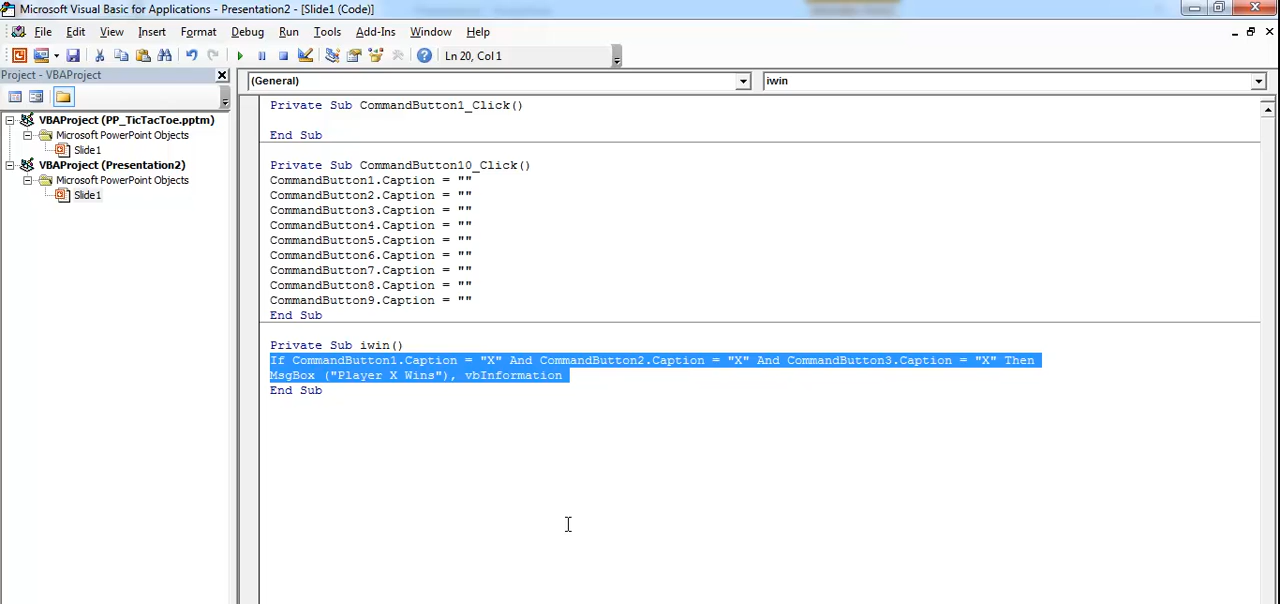 Microsoft Visual Basic for Applications - Presentation2 - [Slide1 (Code)]
File Edit View Insert Format Debug Run Tools Add-Ins Window Help
Ln 20, Col 1
Project - VBAProject
(General) iwin
VBAProject (PP_TicTacToe.pptm)
Microsoft PowerPoint Objects
Slide1
VBAProject (Presentation2)
Microsoft PowerPoint Objects
Slide1
Private Sub CommandButton1_Click()
End Sub
Private Sub CommandButton10_Click()
CommandButton1.Caption = ""
CommandButton2.Caption = ""
CommandButton3.Caption = ""
CommandButton4.Caption = ""
CommandButton5.Caption = ""
CommandButton6.Caption = ""
CommandButton7.Caption = ""
CommandButton8.Caption = ""
CommandButton9.Caption = ""
End Sub
Private Sub iwin()
If CommandButton1.Caption = "X" And CommandButton2.Caption = "X" And CommandButton3.Caption = "X" Then
MsgBox ("Player X Wins"), vbInformation
End Sub